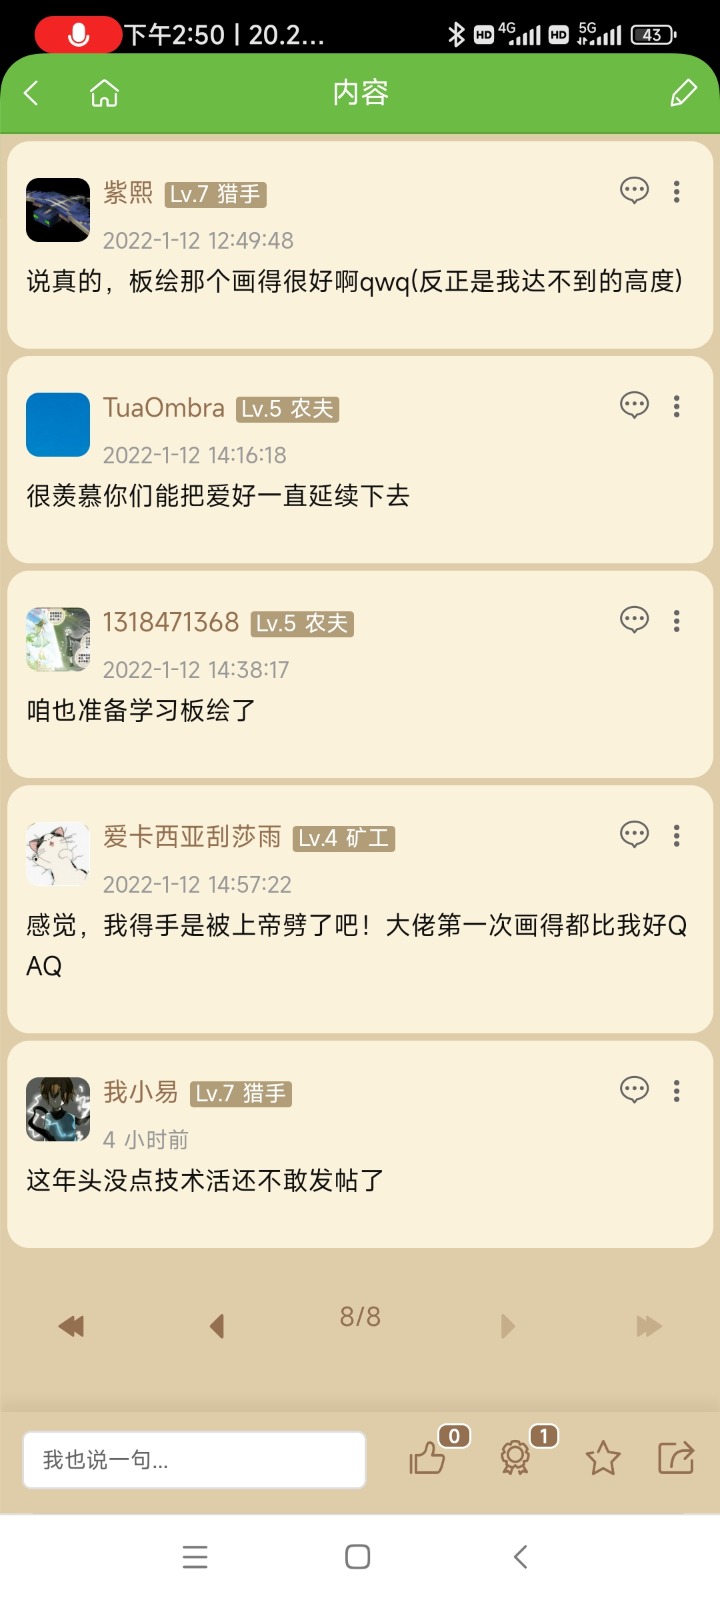 下午2:50 | 20.2...
HD 4G HD 5G 43
内容
紫熙 Lv.7 猎手
2022-1-12 12:49:48
说真的，板绘那个画得很好啊qwq(反正是我达不到的高度)
TuaOmbra Lv.5 农夫
2022-1-12 14:16:18
很羡慕你们能把爱好一直延续下去
1318471368 Lv.5 农夫
2022-1-12 14:38:17
咱也准备学习板绘了
爱卡西亚刮莎雨 Lv.4 矿工
2022-1-12 14:57:22
感觉，我得手是被上帝劈了吧！大佬第一次画得都比我好Q
AQ
我小易 Lv.7 猎手
4 小时前
这年头没点技术活还不敢发帖了
8/8
我也说一句...
0
1